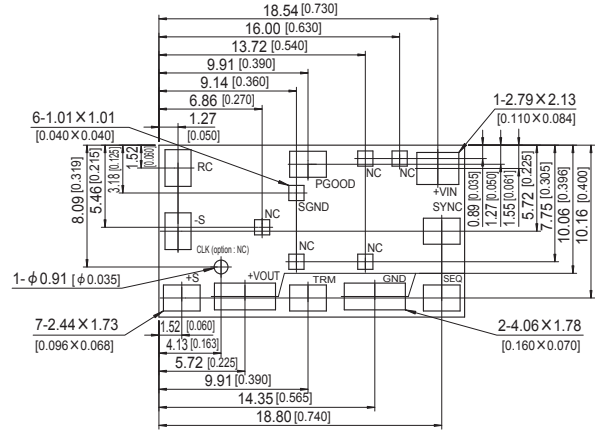 18.54 [0.730]
16.00 [0.630]
13.72 [0.540]
9.91 [0.390]
9.14 [0.360]
6.86 [0.270]
6-1.01×1.01
[0.040×0.040]
1.27
[0.050]
1-2.79×2.13
[0.110×0.084]
8.09 [0.319]
5.46 [0.215]
3.18 [0.125]
1.52
[0.060]
RC
PGOOD
NC
NC
+VIN
SGND
SYNC
-S
NC
CLK (option : NC)
NC
NC
0.89 [0.035]
1.27 [0.050]
1.55 [0.061]
5.72 [0.225]
7.75 [0.305]
10.06 [0.396]
10.16 [0.400]
1-φ0.91 [φ0.035]
+S
+VOUT
TRM
GND
SEQ
7-2.44×1.73
[0.096×0.068]
1.52 [0.060]
4.13 [0.163]
5.72 [0.225]
9.91 [0.390]
14.35 [0.565]
18.80 [0.740]
2-4.06×1.78
[0.160×0.070]